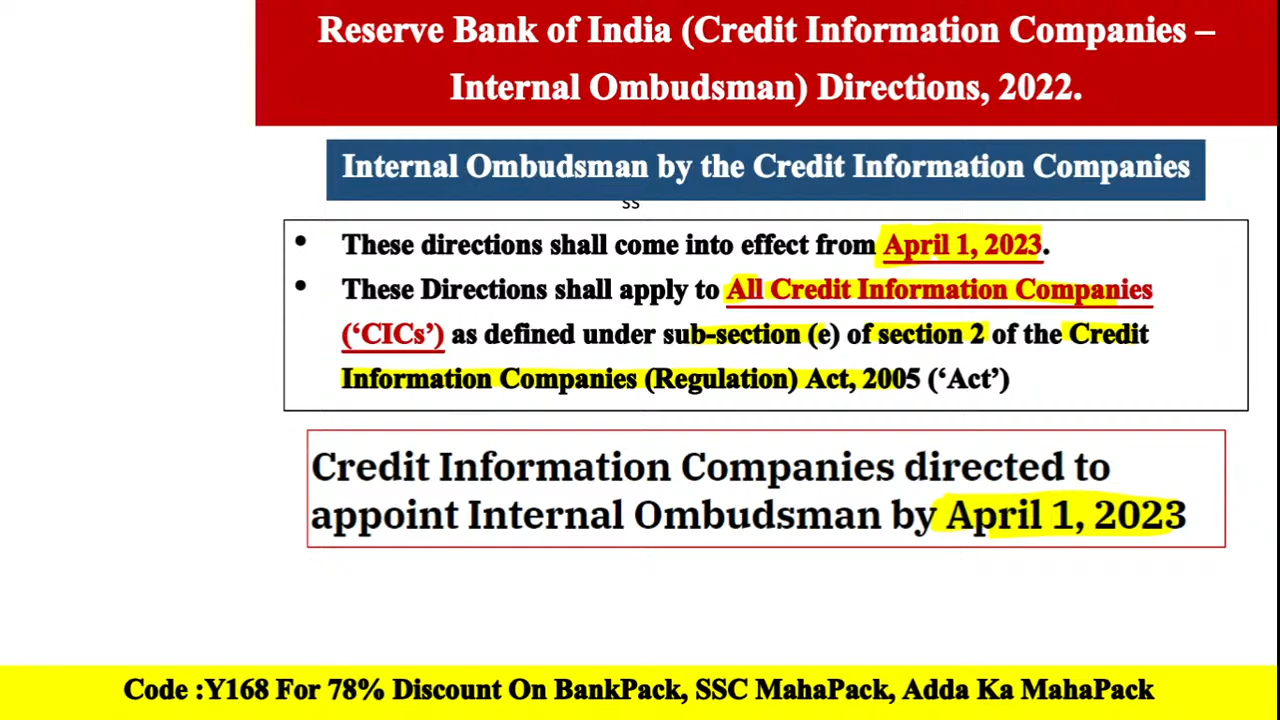 Reserve Bank of India (Credit Information Companies –
Internal Ombudsman) Directions, 2022.
Internal Ombudsman by the Credit Information Companies
ss
• These directions shall come into effect from April 1, 2023.
• These Directions shall apply to All Credit Information Companies
(‘CICs’) as defined under sub-section (e) of section 2 of the Credit
Information Companies (Regulation) Act, 2005 (‘Act’)
Credit Information Companies directed to
appoint Internal Ombudsman by April 1, 2023
Code :Y168 For 78% Discount On BankPack, SSC MahaPack, Adda Ka MahaPack